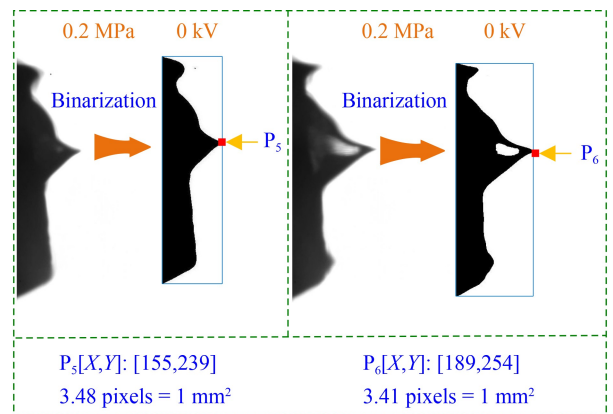 0.2 MPa 0 kV
Binarization
P₅
P₅[X,Y]: [155,239]
3.48 pixels = 1 mm²
0.2 MPa 0 kV
Binarization
P₆
P₆[X,Y]: [189,254]
3.41 pixels = 1 mm²